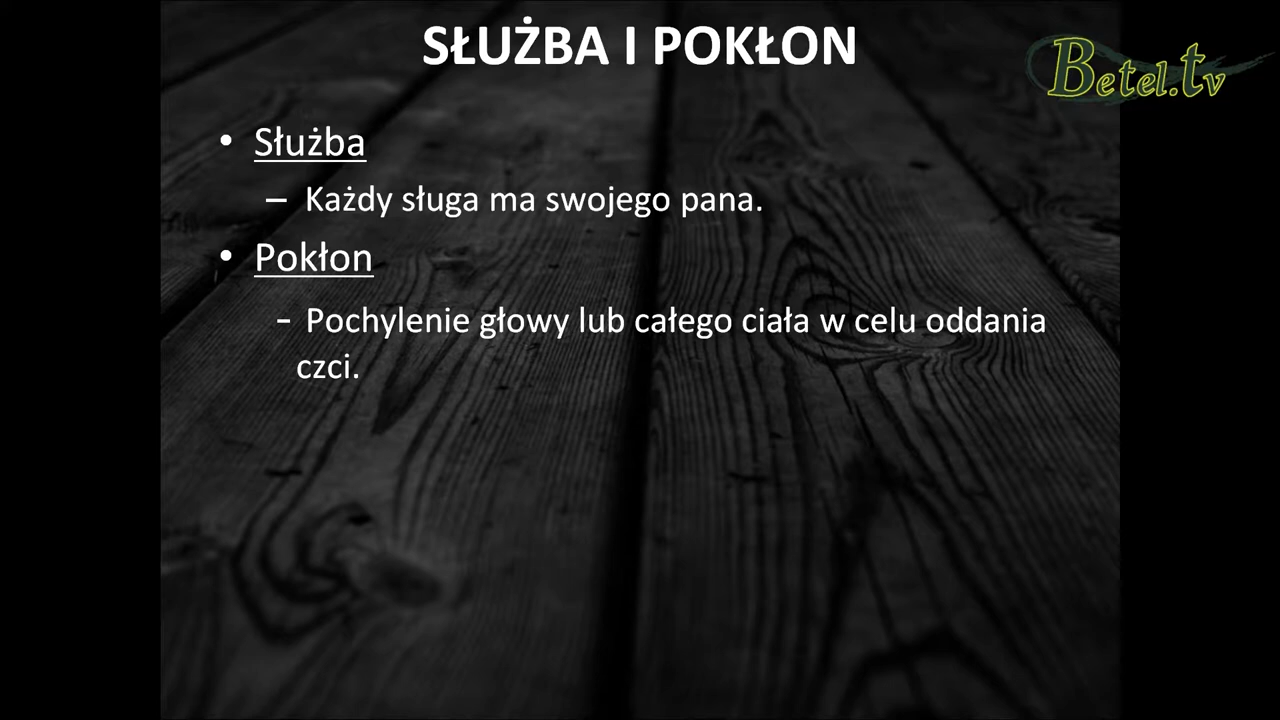 SŁUŻBA I POKŁON
Betel.tv
• Służba
– Każdy sługa ma swojego pana.
• Pokłon
- Pochylenie głowy lub całego ciała w celu oddania
czci.